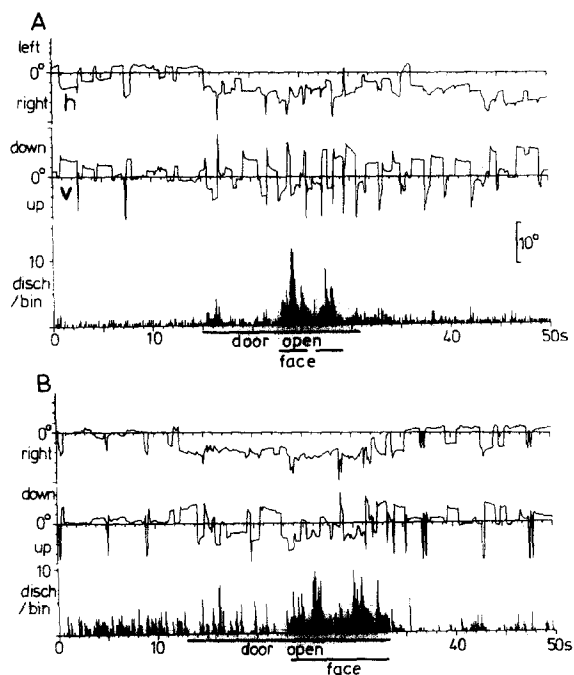 A
left
0°
right
h
down
0°
v
up
10°
10
disch
/bin
0
10
40
50s
door open
face
B
0°
right
down
0°
up
10
disch
/bin
0
10
40
50s
door open
face